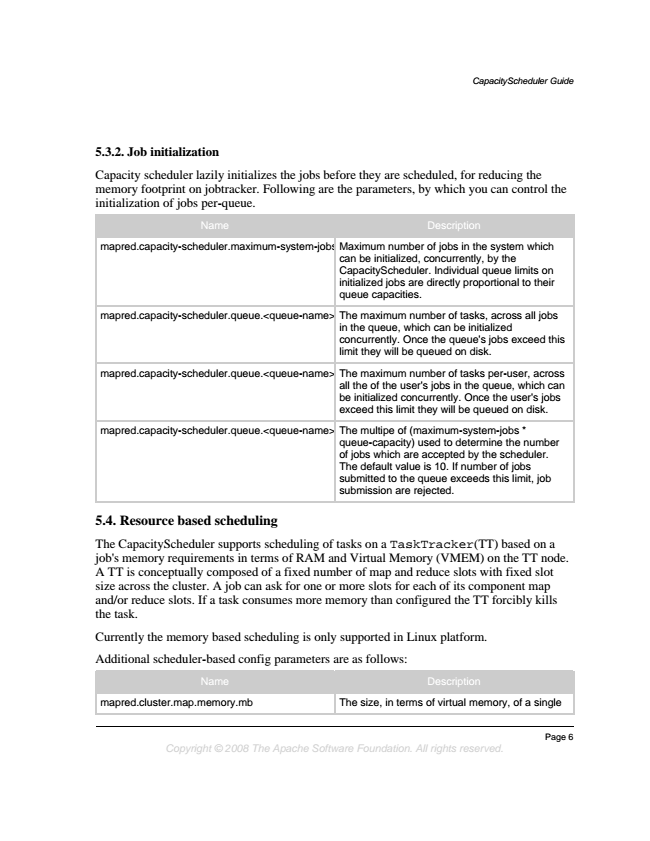 CapacityScheduler Guide
5.3.2. Job initialization
Capacity scheduler lazily initializes the jobs before they are scheduled, for reducing the
memory footprint on jobtracker. Following are the parameters, by which you can control the
initialization of jobs per-queue.
Name Description
mapred.capacity-scheduler.maximum-system-jobs Maximum number of jobs in the system which
can be initialized, concurrently, by the
CapacityScheduler. Individual queue limits on
initialized jobs are directly proportional to their
queue capacities.
mapred.capacity-scheduler.queue.<queue-name> The maximum number of tasks, across all jobs
in the queue, which can be initialized
concurrently. Once the queue's jobs exceed this
limit they will be queued on disk.
mapred.capacity-scheduler.queue.<queue-name> The maximum number of tasks per-user, across
all the of the user's jobs in the queue, which can
be initialized concurrently. Once the user's jobs
exceed this limit they will be queued on disk.
mapred.capacity-scheduler.queue.<queue-name> The multipe of (maximum-system-jobs *
queue-capacity) used to determine the number
of jobs which are accepted by the scheduler.
The default value is 10. If number of jobs
submitted to the queue exceeds this limit, job
submission are rejected.
5.4. Resource based scheduling
The CapacityScheduler supports scheduling of tasks on a TaskTracker(TT) based on a
job's memory requirements in terms of RAM and Virtual Memory (VMEM) on the TT node.
A TT is conceptually composed of a fixed number of map and reduce slots with fixed slot
size across the cluster. A job can ask for one or more slots for each of its component map
and/or reduce slots. If a task consumes more memory than configured the TT forcibly kills
the task.
Currently the memory based scheduling is only supported in Linux platform.
Additional scheduler-based config parameters are as follows:
Name Description
mapred.cluster.map.memory.mb The size, in terms of virtual memory, of a single
Page 6
Copyright © 2008 The Apache Software Foundation. All rights reserved.